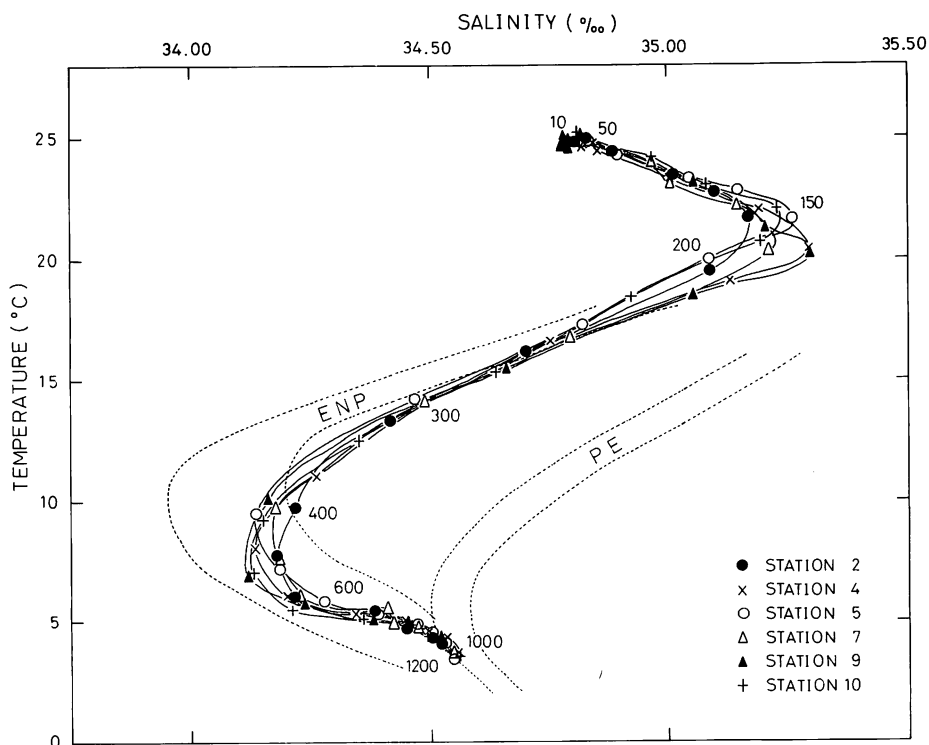 SALINITY (‰)
34.00 34.50 35.00 35.50
TEMPERATURE (°C)
25
20
15
10
5
0
10 50
150
200
ENP
300
PE
400
600
1000
1200
● STATION 2
× STATION 4
○ STATION 5
△ STATION 7
▲ STATION 9
+ STATION 10